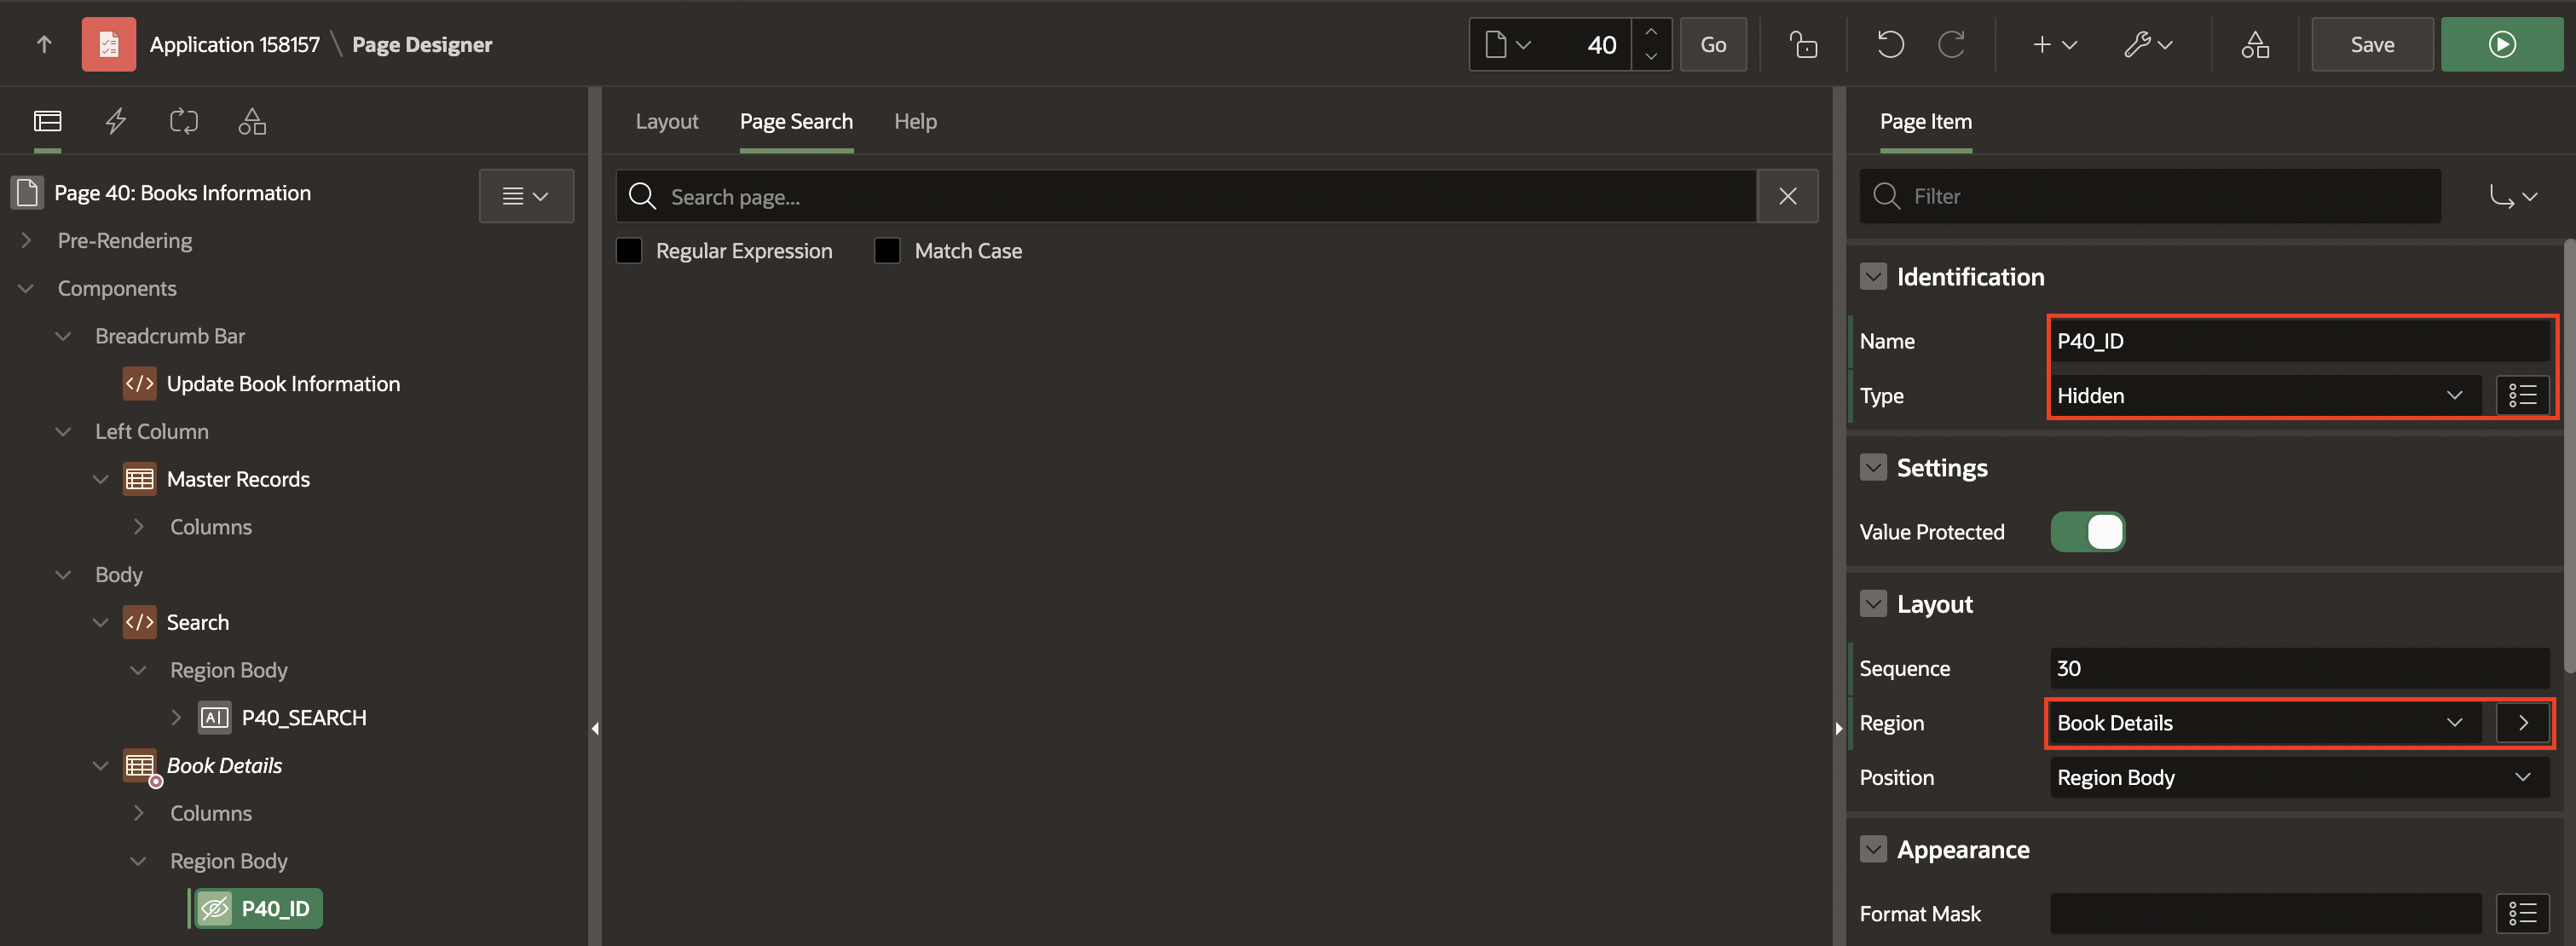 Application 158157 \ Page Designer
40
Go
Save
Layout
Page Search
Help
Page Item
Page 40: Books Information
Pre-Rendering
Components
Breadcrumb Bar
</> Update Book Information
Left Column
Master Records
Columns
Body
</> Search
Region Body
A| P40_SEARCH
Book Details
Columns
Region Body
P40_ID
Search page...
Regular Expression
Match Case
Filter
Identification
Name P40_ID
Type Hidden
Settings
Value Protected
Layout
Sequence 30
Region Book Details
Position Region Body
Appearance
Format Mask